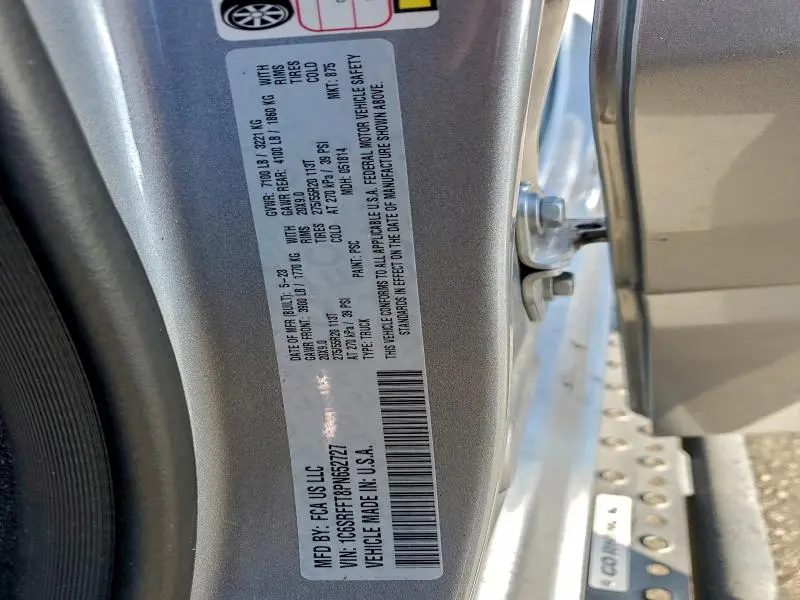 MFD BY: FCA US LLC
DATE OF MFR (BUILT): 5-23 GVWR: 7100 LB / 3221 KG
GAWR FRONT: 3900 LB / 1770 KG WITH GAWR REAR: 4100 LB / 1860 KG WITH
20X9.0 RIMS 20X9.0 RIMS
275/55R20 113T TIRES 275/55R20 113T TIRES
AT 270 kPa / 39 PSI COLD AT 270 kPa / 39 PSI COLD
TYPE: TRUCK PAINT: PSC MDH: 051814 MKT: 875
VIN: 1C6SRFFT8PN652727
VEHICLE MADE IN: U.S.A.
THIS VEHICLE CONFORMS TO ALL APPLICABLE U.S.A. FEDERAL MOTOR VEHICLE SAFETY
STANDARDS IN EFFECT ON THE DATE OF MANUFACTURE SHOWN ABOVE.